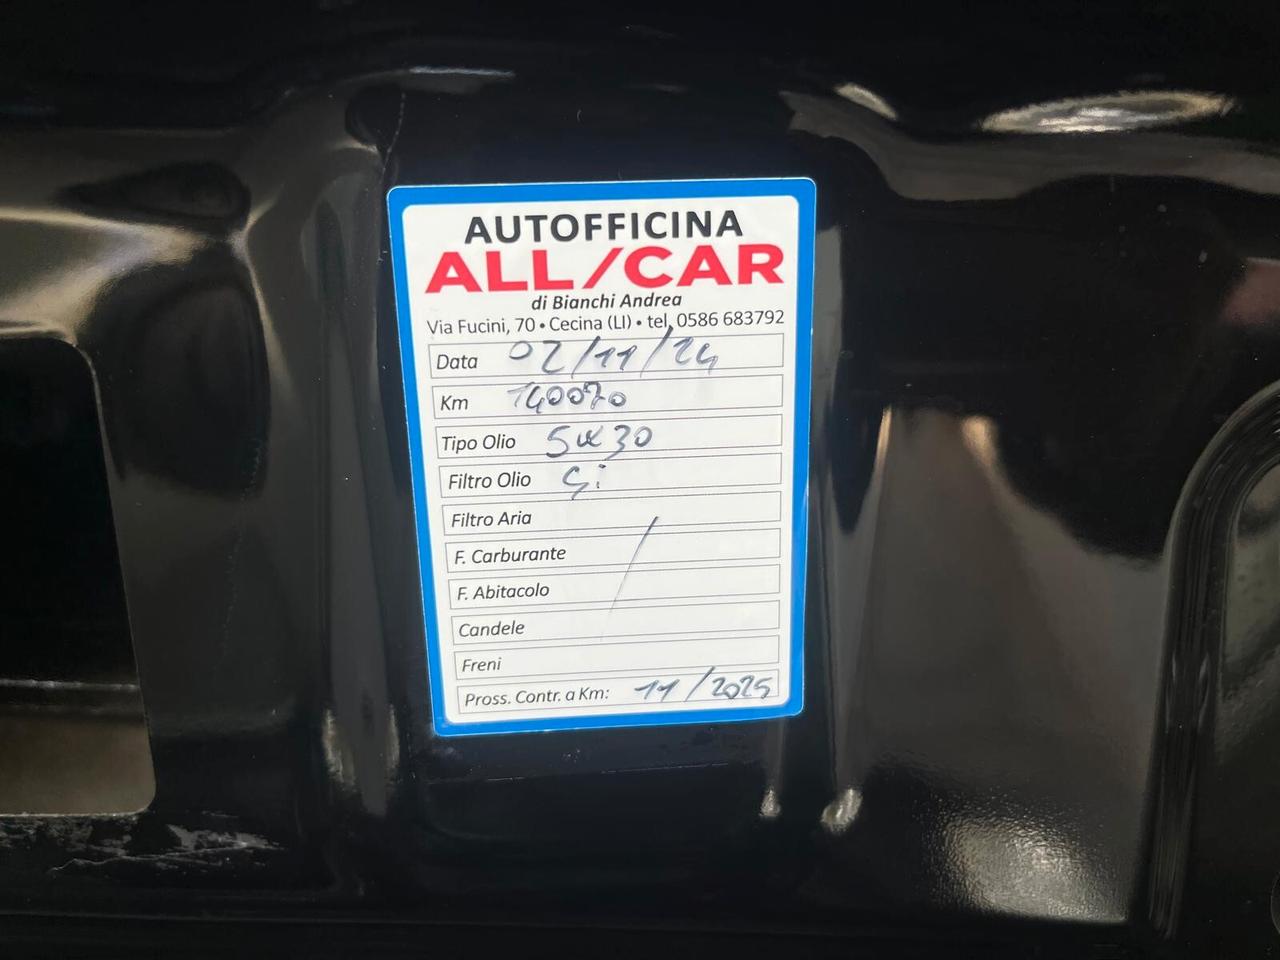 AUTOFFICINA
ALL/CAR
di Bianchi Andrea
Via Fucini, 70 • Cecina (LI) • tel. 0586 683792
Data 02/11/24
Km 140070
Tipo Olio 5W30
Filtro Olio Si
Filtro Aria
F. Carburante
F. Abitacolo
Candele
Freni
Pross. Contr. a Km: 11/2025